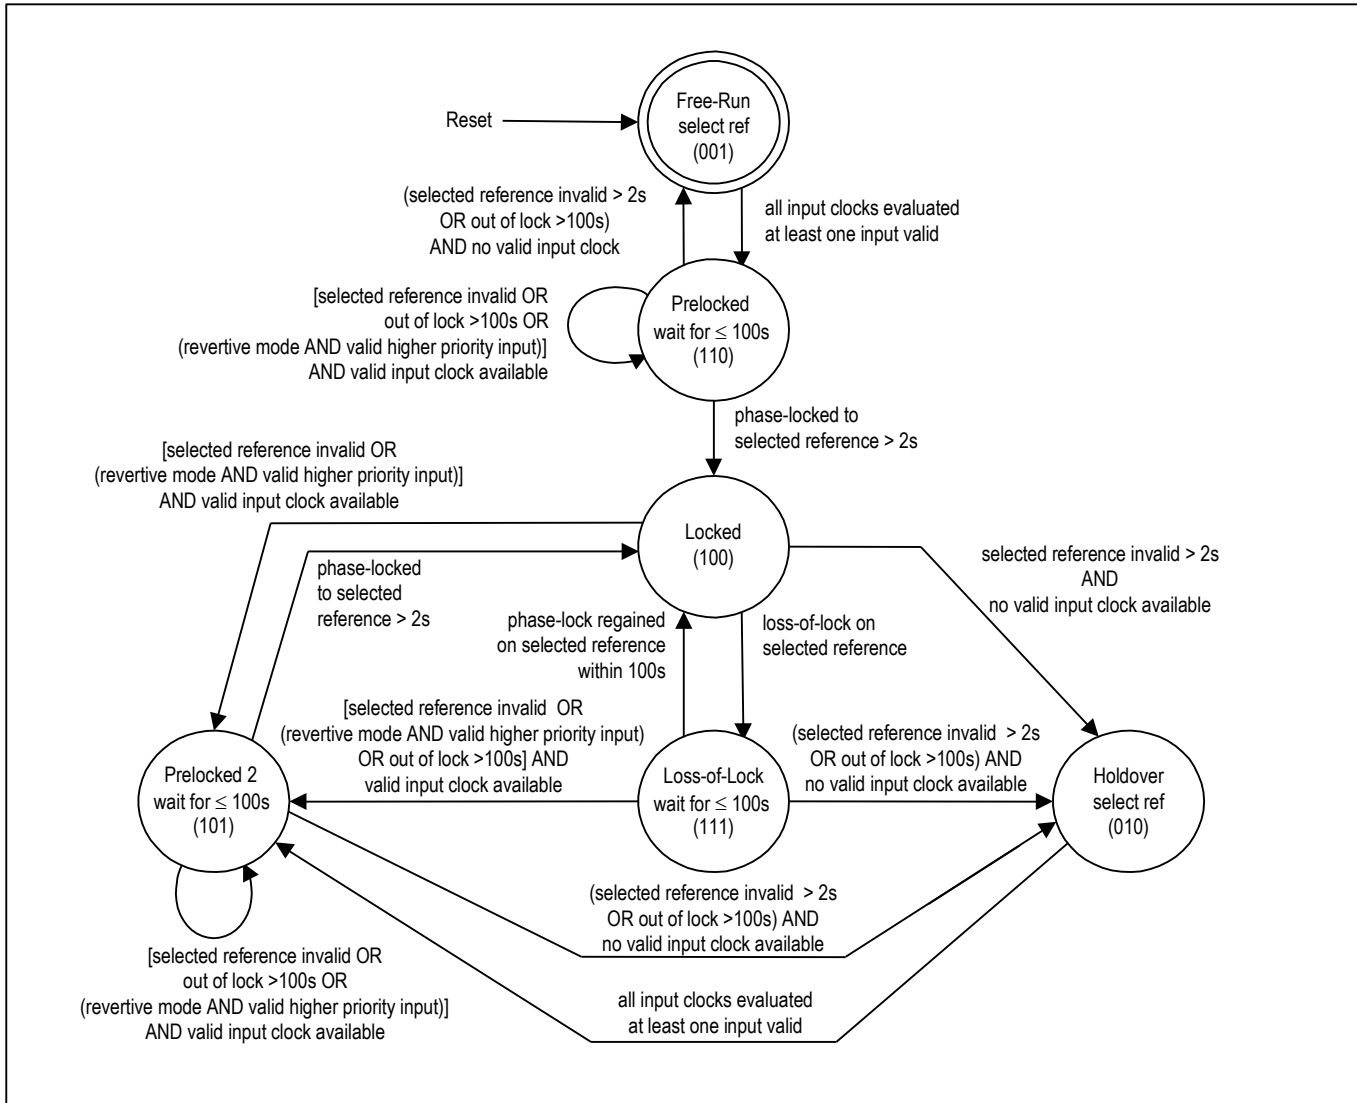 Reset
Free-Run
select ref
(001)
(selected reference invalid > 2s
OR out of lock >100s)
AND no valid input clock
all input clocks evaluated
at least one input valid
[selected reference invalid OR
out of lock >100s OR
(revertive mode AND valid higher priority input)]
AND valid input clock available
Prelocked
wait for ≤ 100s
(110)
phase-locked to
selected reference > 2s
[selected reference invalid OR
(revertive mode AND valid higher priority input)]
AND valid input clock available
Locked
(100)
phase-locked
to selected
reference > 2s
selected reference invalid > 2s
AND
no valid input clock available
phase-lock regained
on selected reference
within 100s
loss-of-lock on
selected reference
[selected reference invalid OR
(revertive mode AND valid higher priority input)
OR out of lock >100s] AND
valid input clock available
(selected reference invalid > 2s
OR out of lock >100s) AND
no valid input clock available
Prelocked 2
wait for ≤ 100s
(101)
Loss-of-Lock
wait for ≤ 100s
(111)
Holdover
select ref
(010)
(selected reference invalid > 2s
OR out of lock >100s) AND
no valid input clock available
[selected reference invalid OR
out of lock >100s OR
(revertive mode AND valid higher priority input)]
AND valid input clock available
all input clocks evaluated
at least one input valid